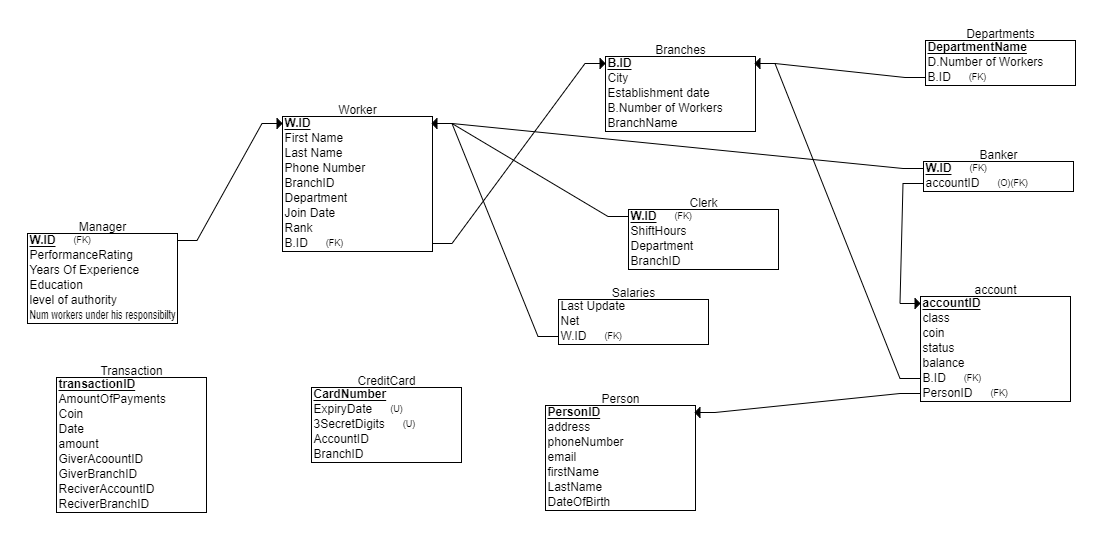 Departments
DepartmentName
D.Number of Workers
B.ID (FK)
Branches
B.ID
City
Establishment date
B.Number of Workers
BranchName
Worker
W.ID
First Name
Last Name
Phone Number
BranchID
Department
Join Date
Rank
B.ID (FK)
Banker
W.ID (FK)
accountID (O)(FK)
Clerk
W.ID (FK)
ShiftHours
Department
BranchID
Manager
W.ID (FK)
PerformanceRating
Years Of Experience
Education
level of authority
Num workers under his responsibilty
Salaries
Last Update
Net
W.ID (FK)
account
accountID
class
coin
status
balance
B.ID (FK)
PersonID (FK)
Transaction
transactionID
AmountOfPayments
Coin
Date
amount
GiverAcoountID
GiverBranchID
ReciverAccountID
ReciverBranchID
CreditCard
CardNumber
ExpiryDate (U)
3SecretDigits (U)
AccountID
BranchID
Person
PersonID
address
phoneNumber
email
firstName
LastName
DateOfBirth